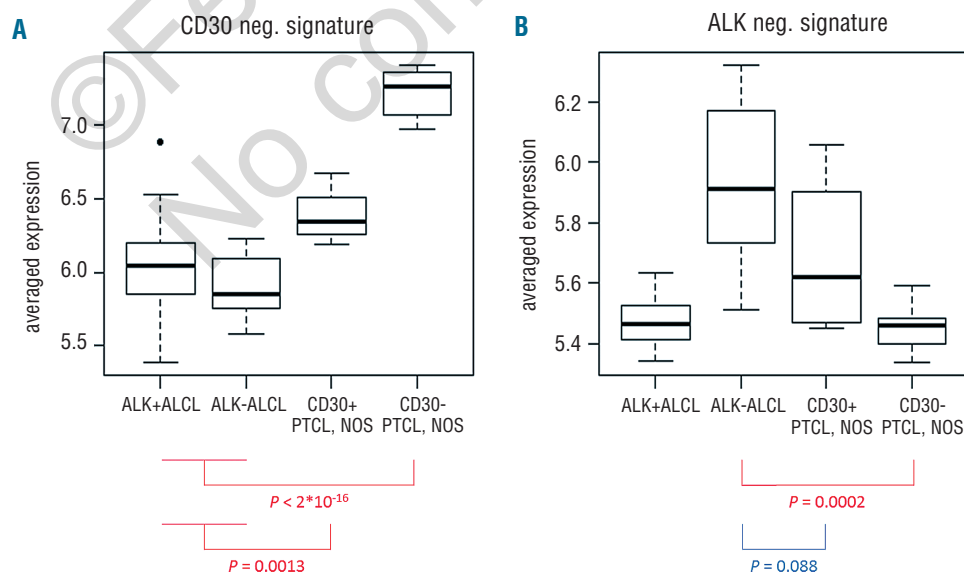 A
CD30 neg. signature
©Fe
No com
averaged expression
7.0
6.5
6.0
5.5
ALK+ALCL
ALK-ALCL
CD30+
PTCL, NOS
CD30-
PTCL, NOS
P < 2*10-16
P = 0.0013
B
ALK neg. signature
averaged expression
6.2
6.0
5.8
5.6
5.4
ALK+ALCL
ALK-ALCL
CD30+
PTCL, NOS
CD30-
PTCL, NOS
P = 0.0002
P = 0.088